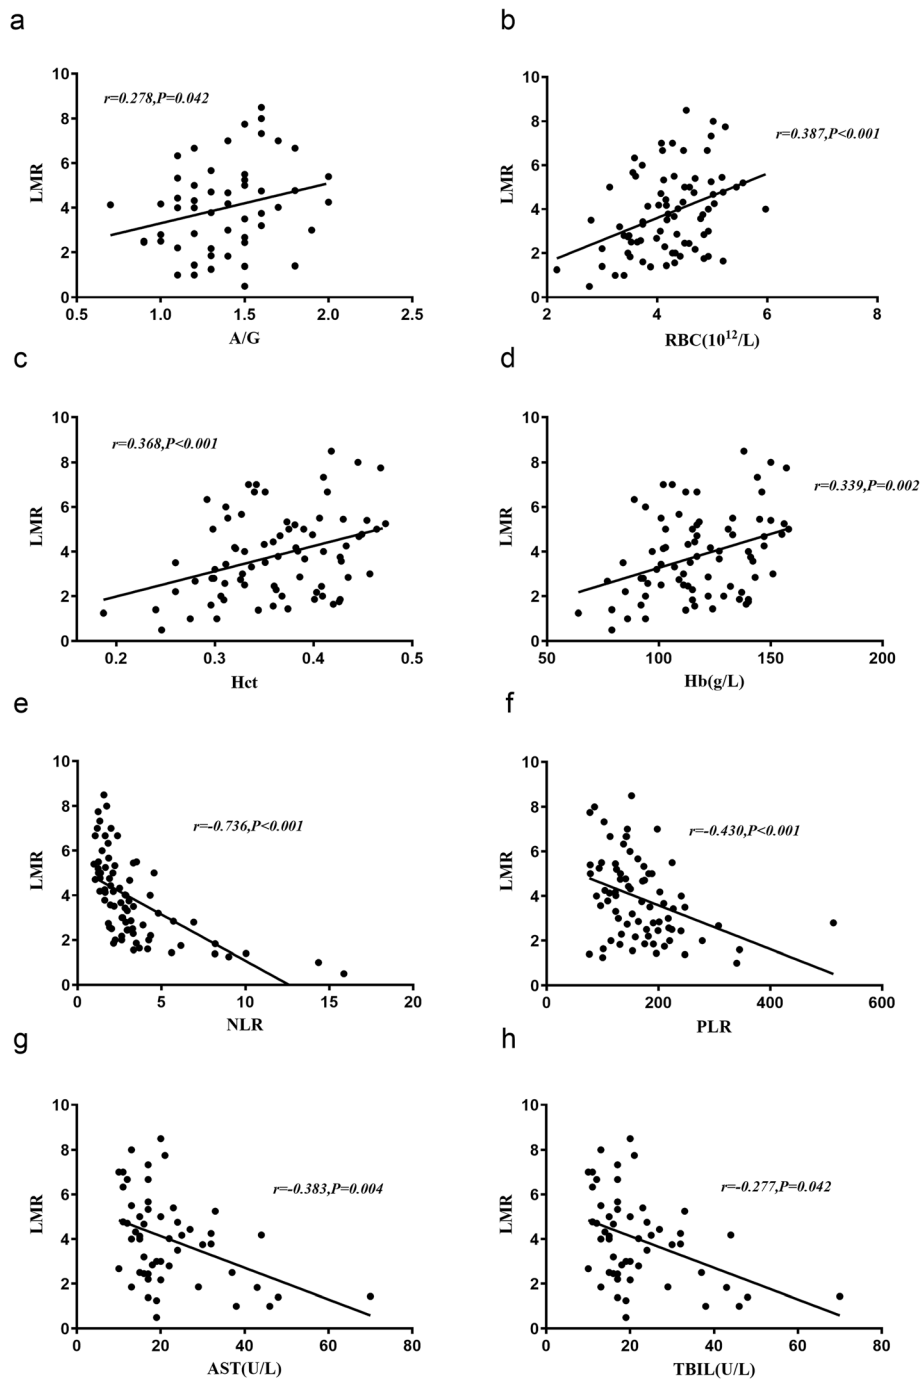 a
b
10
8
6
4
2
0
LMR
r=0.278,P=0.042
0.5
1.0
1.5
2.0
2.5
A/G
10
8
6
4
2
0
LMR
r=0.387,P<0.001
2
4
6
8
RBC(10¹²/L)
c
d
10
8
6
4
2
0
LMR
r=0.368,P<0.001
0.2
0.3
0.4
0.5
Hct
10
8
6
4
2
0
LMR
r=0.339,P=0.002
50
100
150
200
Hb(g/L)
e
f
10
8
6
4
2
0
LMR
r=-0.736,P<0.001
0
5
10
15
20
NLR
10
8
6
4
2
0
LMR
r=-0.430,P<0.001
0
200
400
600
PLR
g
h
10
8
6
4
2
0
LMR
r=-0.383,P=0.004
0
20
40
60
80
AST(U/L)
10
8
6
4
2
0
LMR
r=-0.277,P=0.042
0
20
40
60
80
TBIL(U/L)